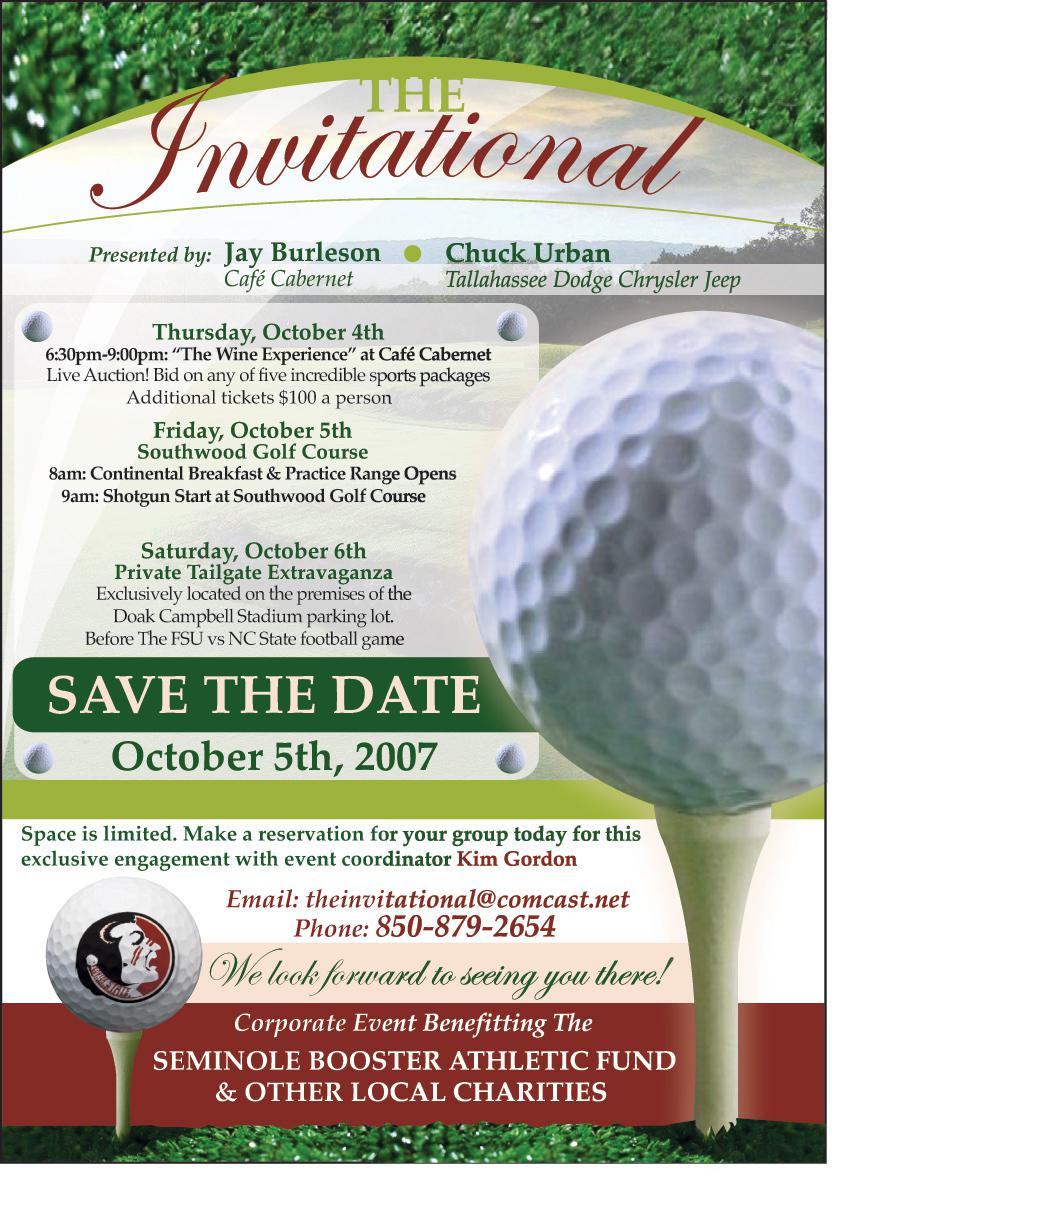 THE
Invitational
Presented by: Jay Burleson • Chuck Urban
Café Cabernet Tallahassee Dodge Chrysler Jeep
Thursday, October 4th
6:30pm-9:00pm: “The Wine Experience” at Café Cabernet
Live Auction! Bid on any of five incredible sports packages
Additional tickets $100 a person
Friday, October 5th
Southwood Golf Course
8am: Continental Breakfast & Practice Range Opens
9am: Shotgun Start at Southwood Golf Course
Saturday, October 6th
Private Tailgate Extravaganza
Exclusively located on the premises of the
Doak Campbell Stadium parking lot.
Before The FSU vs NC State football game
SAVE THE DATE
October 5th, 2007
Space is limited. Make a reservation for your group today for this
exclusive engagement with event coordinator Kim Gordon
Email: theinvitational@comcast.net
Phone: 850-879-2654
We look forward to seeing you there!
Corporate Event Benefitting The
SEMINOLE BOOSTER ATHLETIC FUND
& OTHER LOCAL CHARITIES